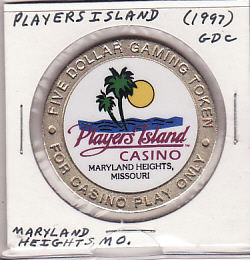 PLAYERS ISLAND (1997)
GDC
• FIVE DOLLAR GAMING TOKEN •
Players Island™
CASINO
MARYLAND HEIGHTS,
MISSOURI
FOR CASINO PLAY ONLY
MARYLAND
HEIGHTS, MO.